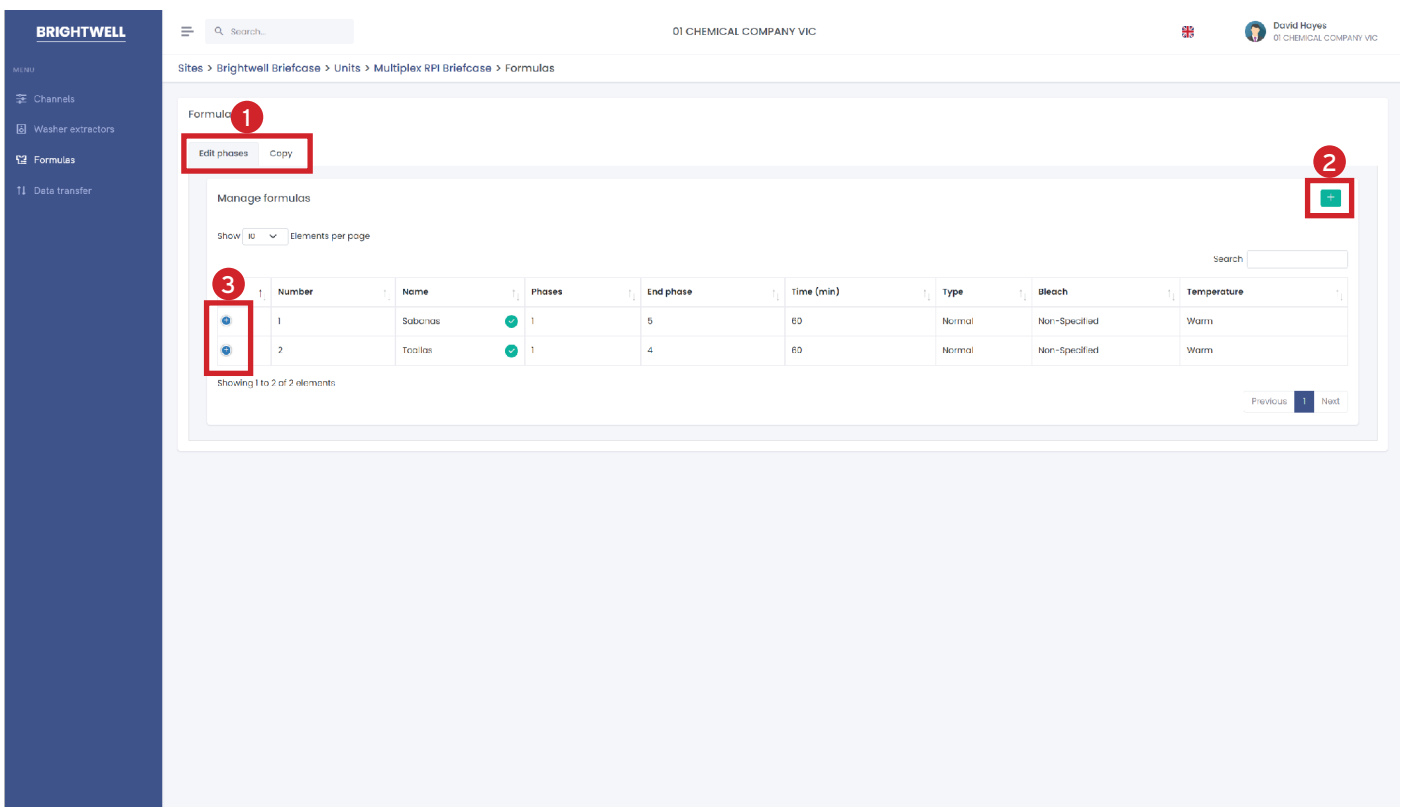 BRIGHTWELL
Search...
01 CHEMICAL COMPANY VIC
David Hayes
01 CHEMICAL COMPANY VIC
MENU
Channels
Washer extractors
Formulas
Data transfer
Sites > Brightwell Briefcase > Units > Multiplex RPI Briefcase > Formulas
Formula
1
Edit phases Copy
2
Manage formulas +
Show 10 Elements per page
Search
3
Number Name Phases End phase Time (min) Type Bleach Temperature
1 Sabanas 1 5 60 Normal Non-Specified Warm
2 Toallas 1 4 60 Normal Non-Specified Warm
Showing 1 to 2 of 2 elements
Previous 1 Next